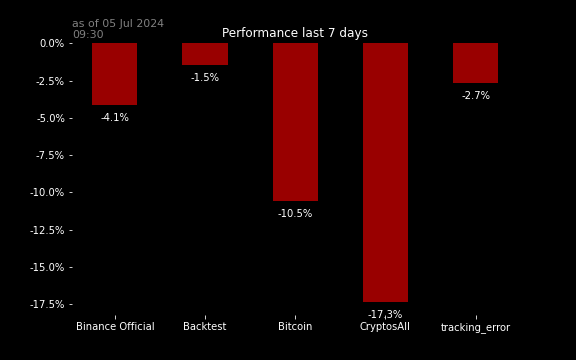 as of 05 Jul 2024
09:30
Performance last 7 days
0.0%
-2.5%
-5.0%
-7.5%
-10.0%
-12.5%
-15.0%
-17.5%
-4.1%
-1.5%
-10.5%
-17.3%
-2.7%
Binance Official
Backtest
Bitcoin
CryptosAll
tracking_error